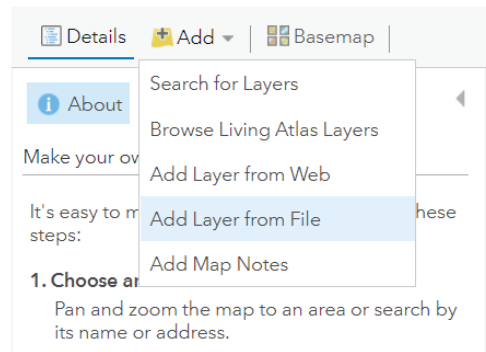 Details Add Basemap
About
Search for Layers
Browse Living Atlas Layers
Make your ow
Add Layer from Web
It's easy to m hese
Add Layer from File
steps:
Add Map Notes
1. Choose ar
Pan and zoom the map to an area or search by
its name or address.